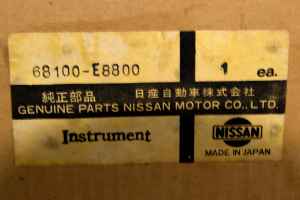 68100-E8800 1 ea.
純正部品 日産自動車株式会社
GENUINE PARTS NISSAN MOTOR CO., LTD.
Instrument NISSAN
MADE IN JAPAN